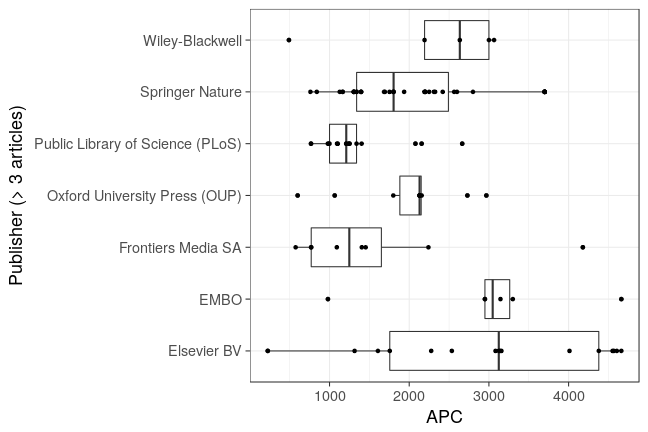 Publisher (> 3 articles)
Wiley-Blackwell
Springer Nature
Public Library of Science (PLoS)
Oxford University Press (OUP)
Frontiers Media SA
EMBO
Elsevier BV
1000 2000 3000 4000
APC